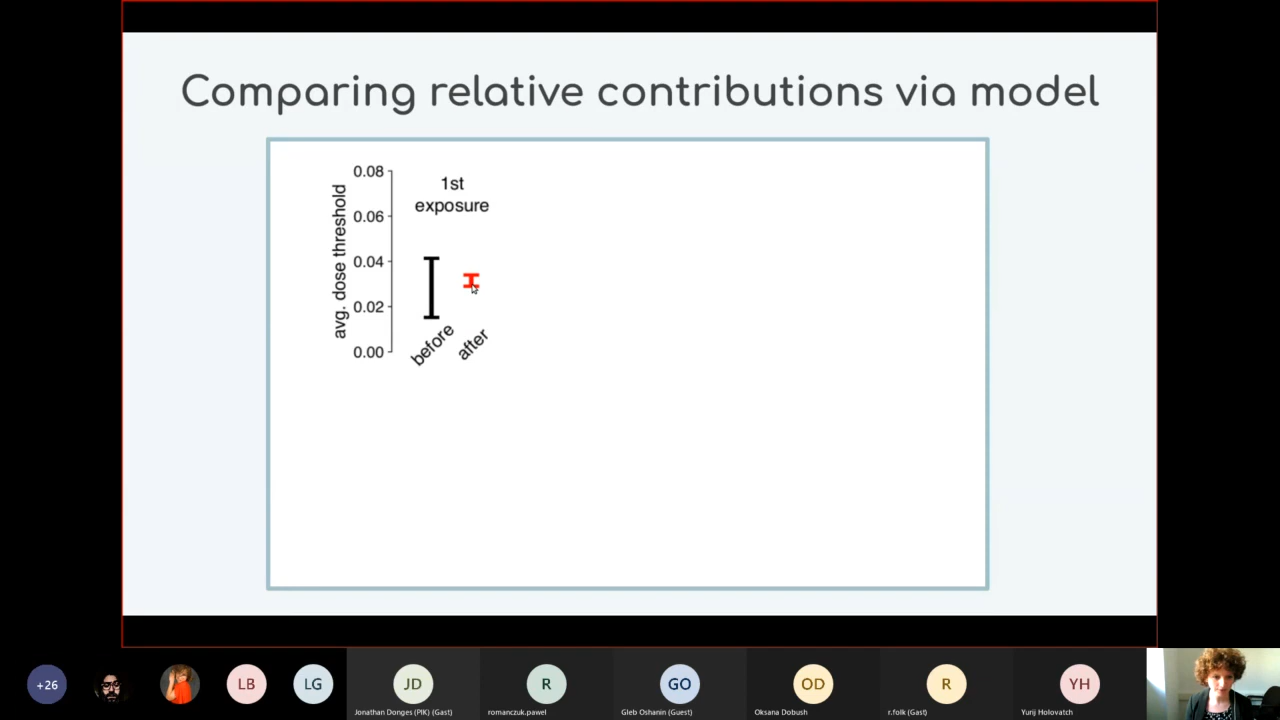 Comparing relative contributions via model
avg. dose threshold
0.08
0.06
0.04
0.02
0.00
1st
exposure
before
after
+26
LB
LG
JD
Jonathan Donges (PIK) (Gast)
R
romanczuk.pawel
GO
Gleb Oshanin (Guest)
OD
Oksana Dobush
R
r.folk (Gast)
YH
Yurij Holovatch